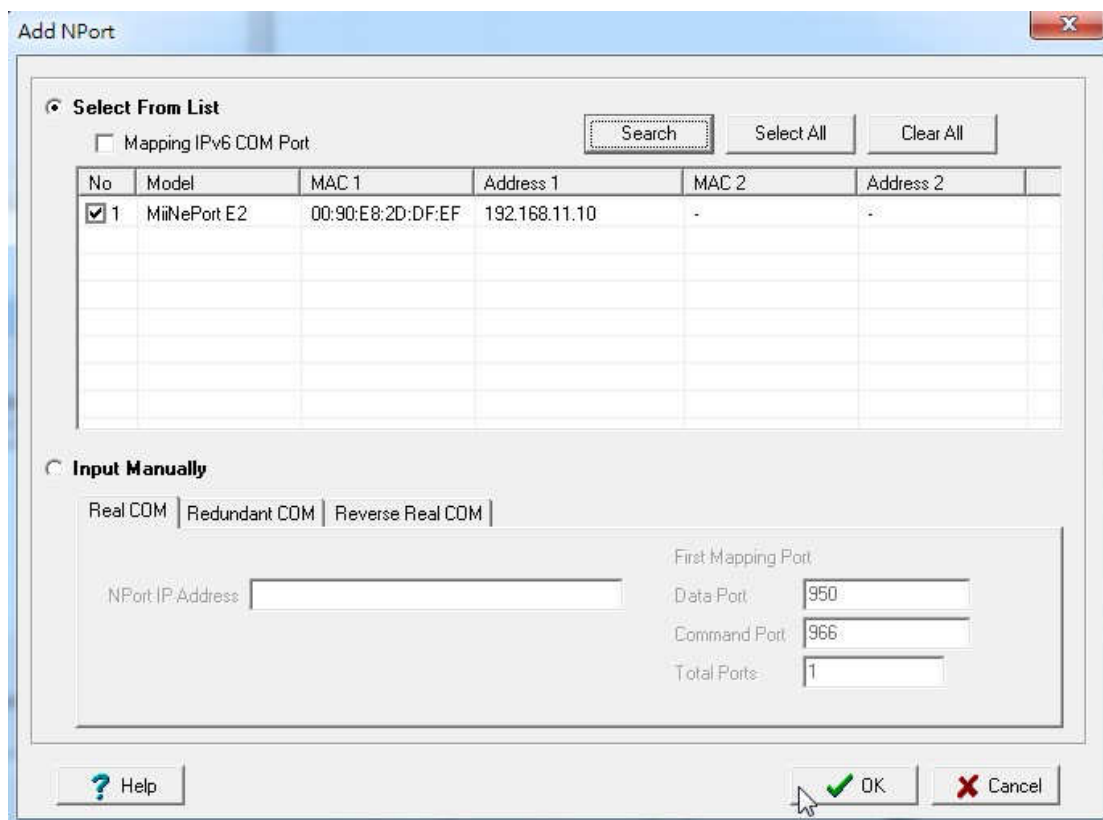 Add NPort
Select From List
Mapping IPv6 COM Port
Search Select All Clear All
No Model MAC 1 Address 1 MAC 2 Address 2
1 MiiNePort E2 00:90:E8:2D:DF:EF 192.168.11.10 - -
Input Manually
Real COM Redundant COM Reverse Real COM
First Mapping Port
NPort IP Address Data Port 950
Command Port 966
Total Ports 1
? Help OK Cancel